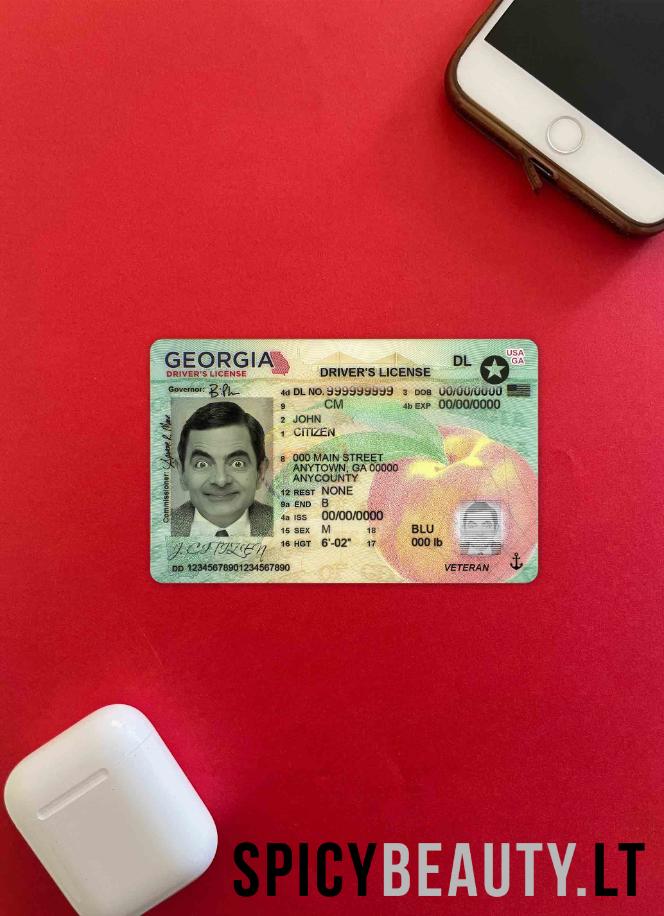 GEORGIA
DRIVER'S LICENSE
DRIVER'S LICENSE
DL
USA
GA
Governor:
4d DL NO. 999999999 3 DOB 00/00/0000
9 CM 4b EXP 00/00/0000
2 JOHN
1 CITIZEN
8 000 MAIN STREET
ANYTOWN, GA 00000
ANYCOUNTY
12 REST NONE
9a END B
4a ISS 00/00/0000
15 SEX M 18 BLU
16 HGT 6'-02" 17 000 lb
Commissioner:
J.CITIZEN
DD 12345678901234567890
VETERAN
SPICYBEAUTY.LT